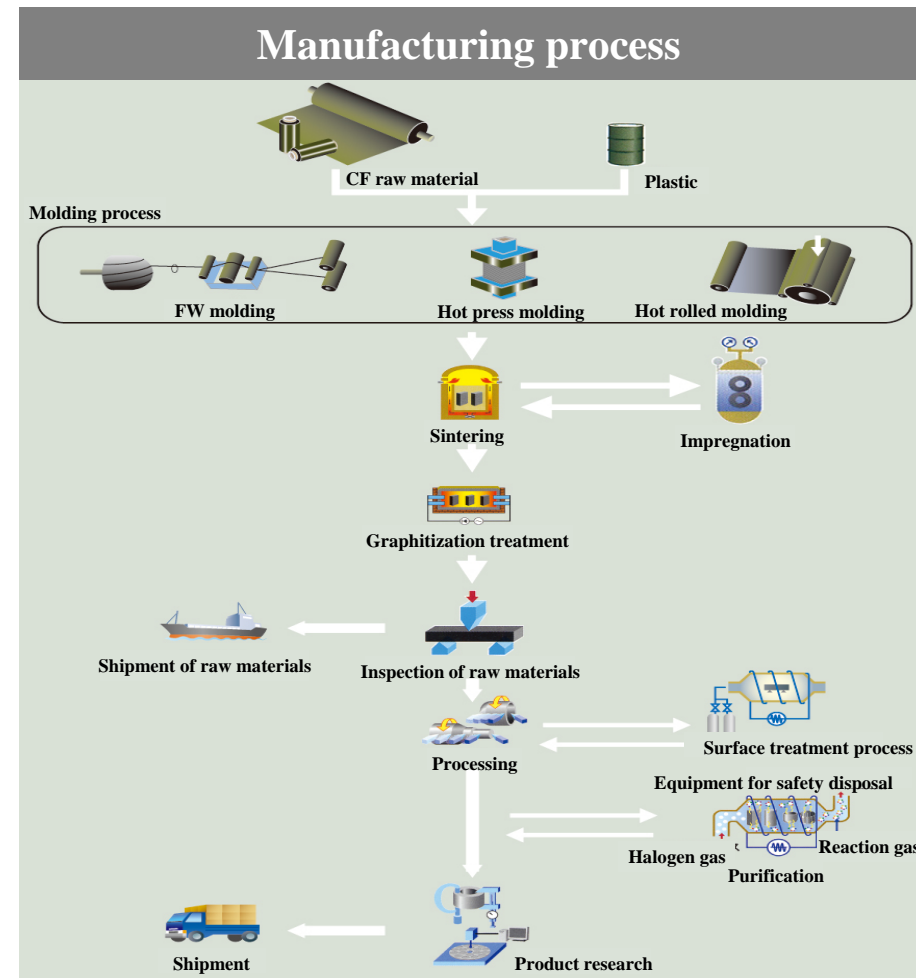 Manufacturing process
CF raw material
Plastic
Molding process
FW molding
Hot press molding
Hot rolled molding
Sintering
Impregnation
Graphitization treatment
Shipment of raw materials
Inspection of raw materials
Surface treatment process
Processing
Equipment for safety disposal
Halogen gas
Reaction gas
Purification
Shipment
Product research